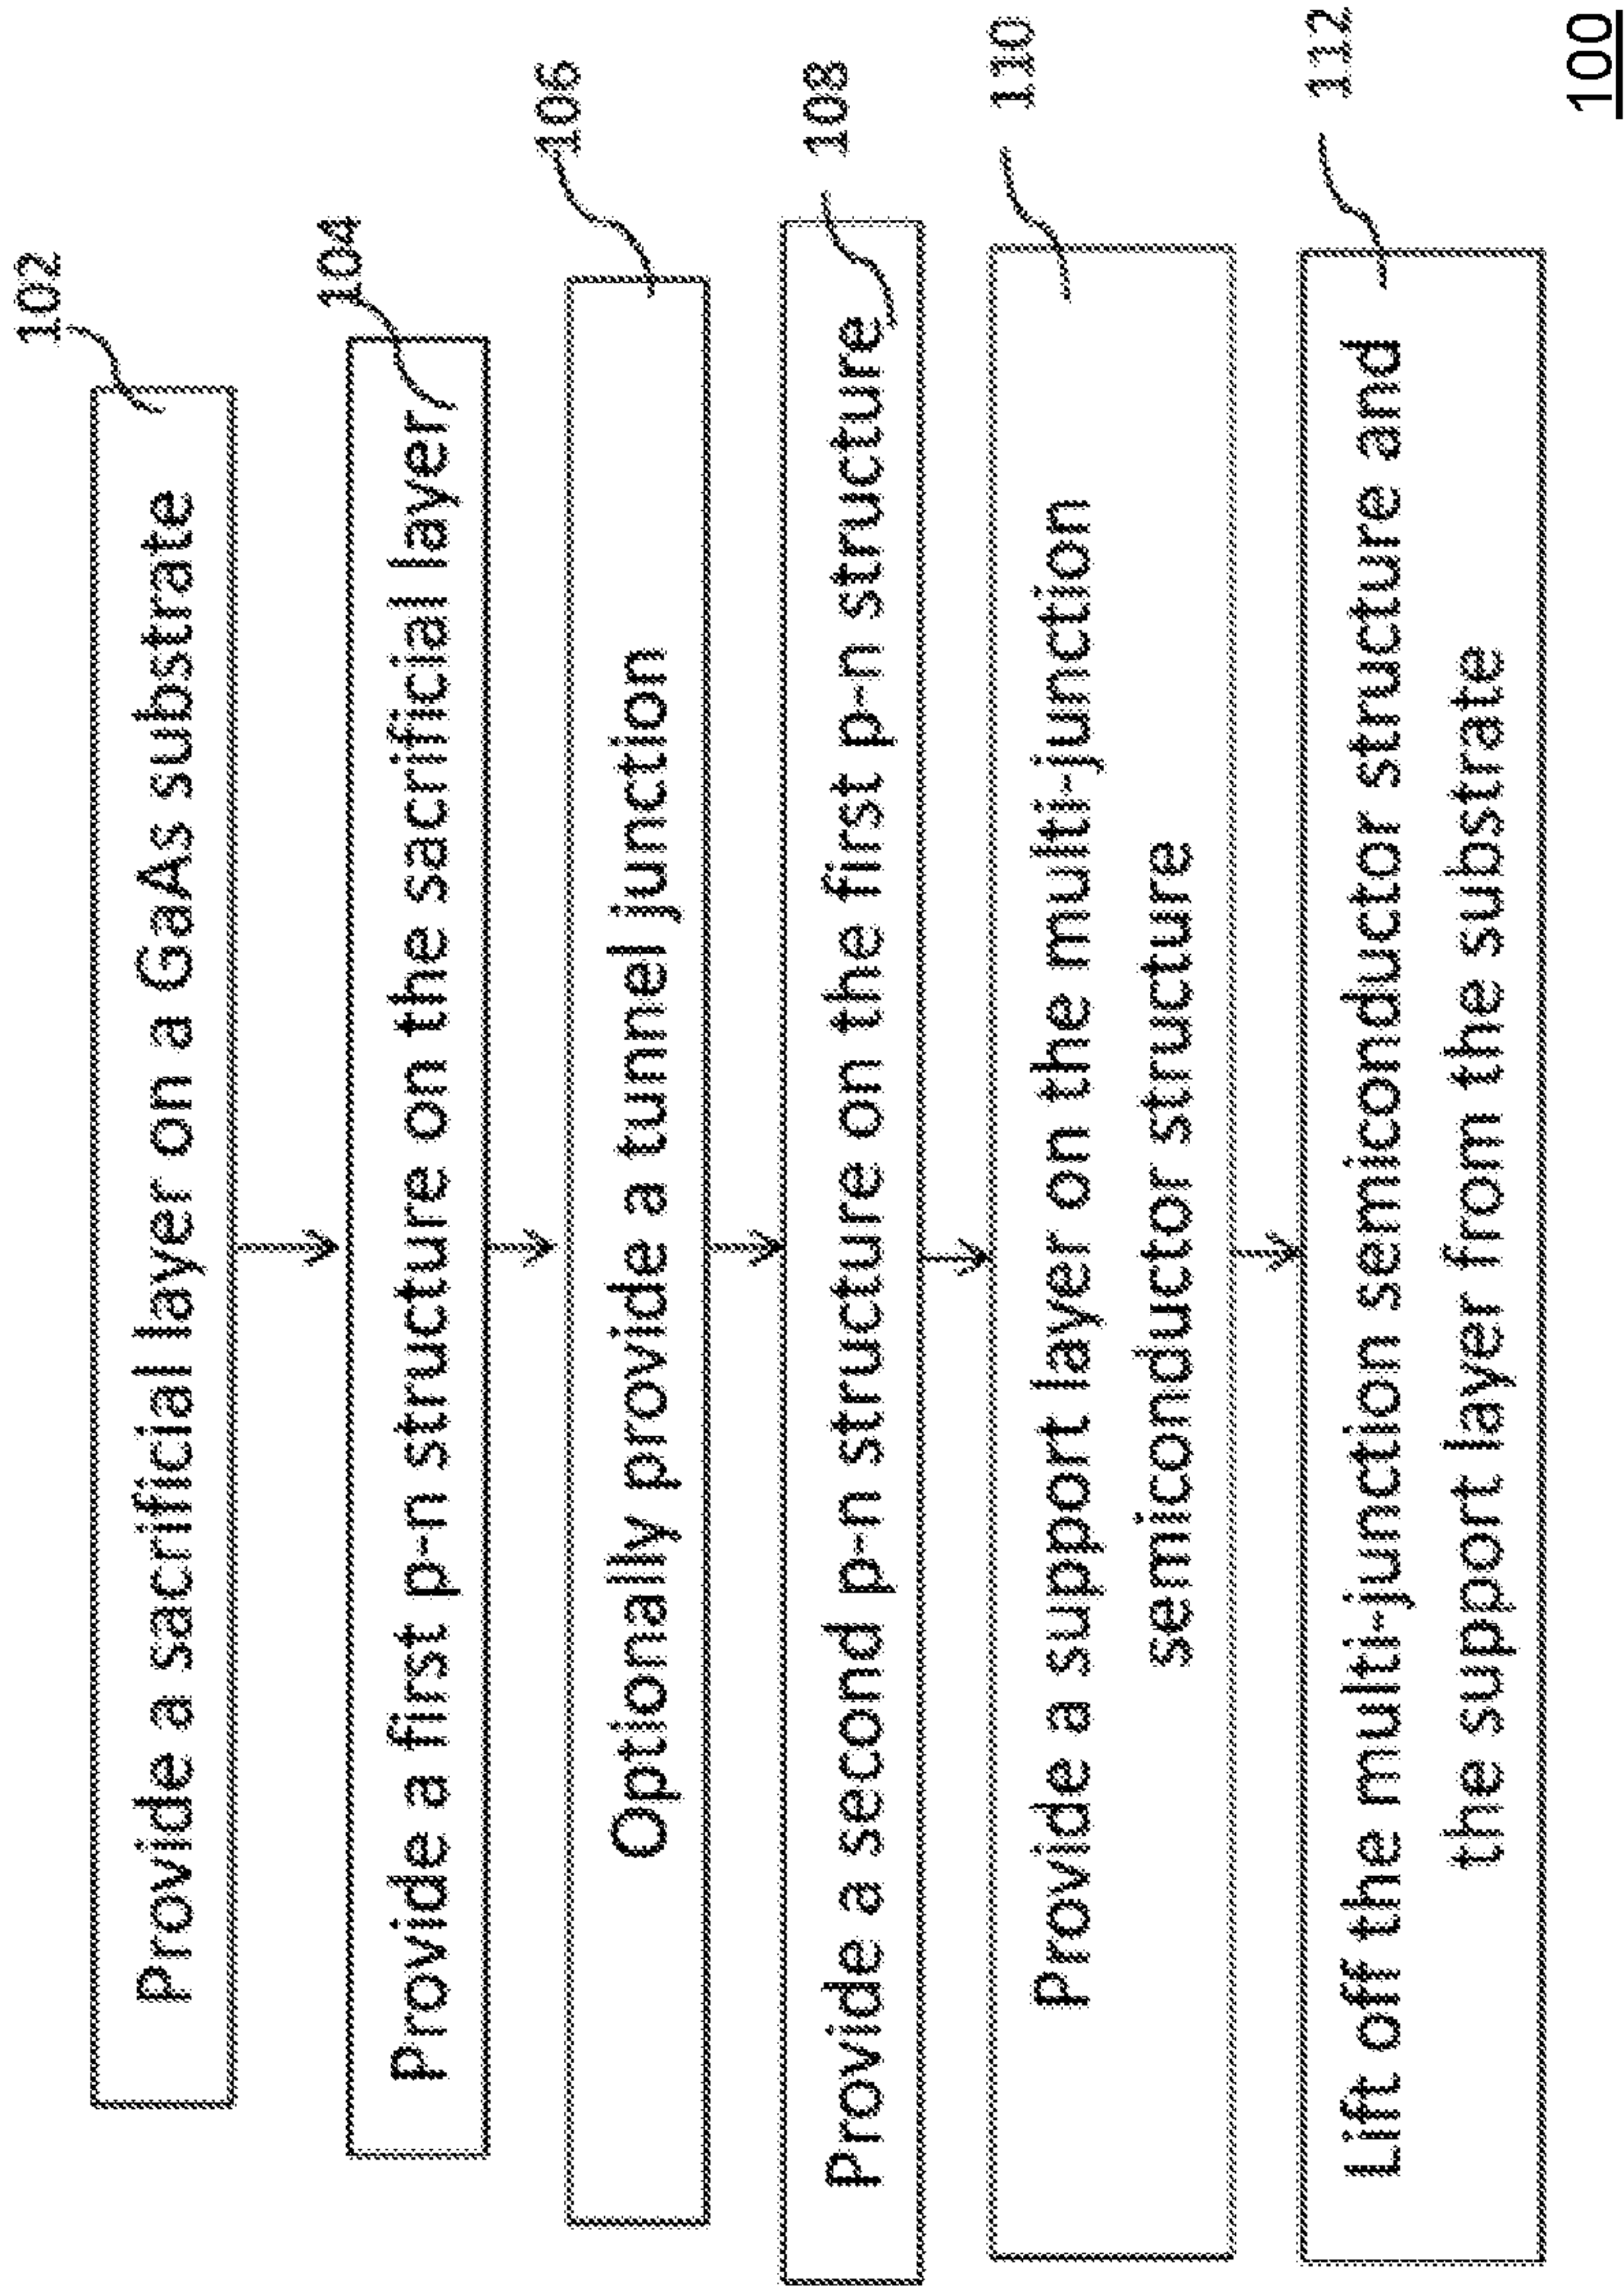 102
Provide a sacrificial layer on a GaAs substrate
104
Provide a first p-n structure on the sacrificial layer
106
Optionally provide a tunnel junction
108
Provide a second p-n structure on the first p-n structure
110
Provide a support layer on the multi-junction
semiconductor structure
112
Lift off the multi-junction semiconductor structure and
the support layer from the substrate
100